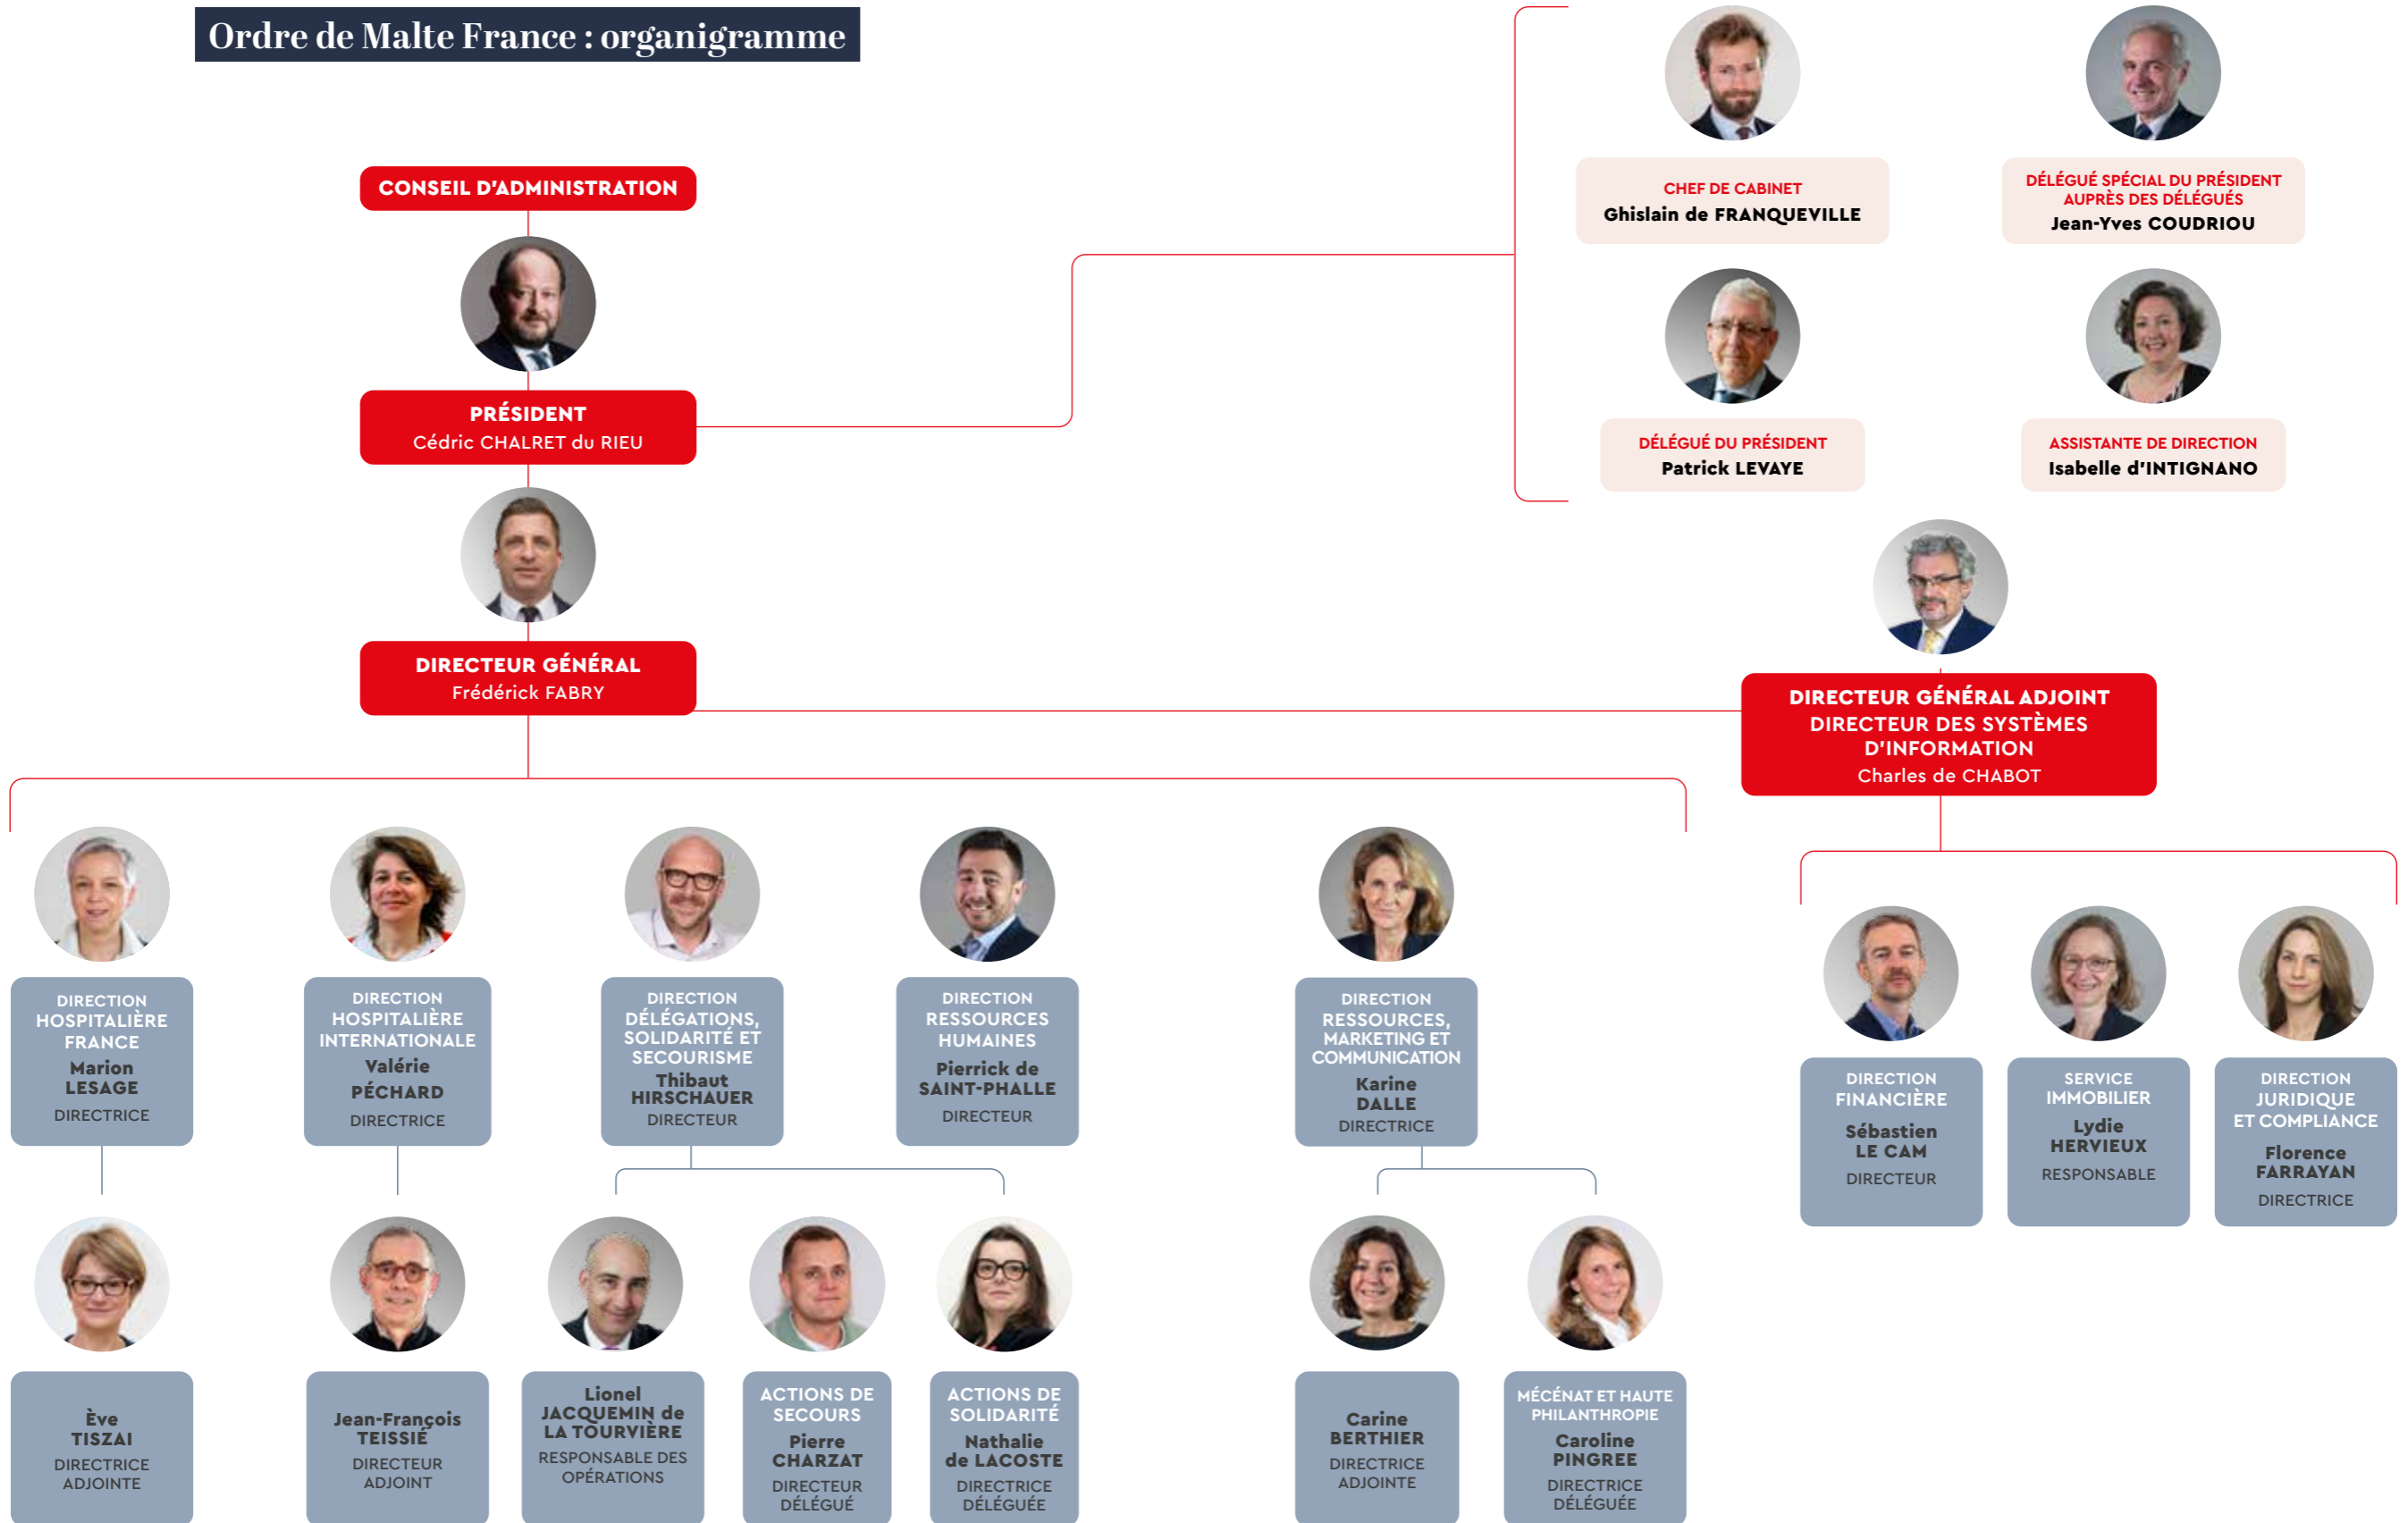 Ordre de Malte France : organigramme
CONSEIL D'ADMINISTRATION
PRÉSIDENT
Cédric CHALRET du RIEU
CHEF DE CABINET
Ghislain de FRANQUEVILLE
DÉLÉGUÉ SPÉCIAL DU PRÉSIDENT
AUPRÈS DES DÉLÉGUÉS
Jean-Yves COUDRIOU
DÉLÉGUÉ DU PRÉSIDENT
Patrick LEVAYE
ASSISTANTE DE DIRECTION
Isabelle d'INTIGNANO
DIRECTEUR GÉNÉRAL
Frédérick FABRY
DIRECTEUR GÉNÉRAL ADJOINT
DIRECTEUR DES SYSTÈMES
D'INFORMATION
Charles de CHABOT
DIRECTION
HOSPITALIÈRE
FRANCE
Marion
LESAGE
DIRECTRICE
DIRECTION
HOSPITALIÈRE
INTERNATIONALE
Valérie
PÉCHARD
DIRECTRICE
DIRECTION
DÉLÉGATIONS,
SOLIDARITÉ ET
SECOURISME
Thibaut
HIRSCHAUER
DIRECTEUR
DIRECTION
RESSOURCES
HUMAINES
Pierrick de
SAINT-PHALLE
DIRECTEUR
DIRECTION
RESSOURCES,
MARKETING ET
COMMUNICATION
Karine
DALLE
DIRECTRICE
DIRECTION
FINANCIÈRE
Sébastien
LE CAM
DIRECTEUR
SERVICE
IMMOBILIER
Lydie
HERVIEUX
RESPONSABLE
DIRECTION
JURIDIQUE
ET COMPLIANCE
Florence
FARRAYAN
DIRECTRICE
Ève
TISZAI
DIRECTRICE
ADJOINTE
Jean-François
TEISSIÉ
DIRECTEUR
ADJOINT
Lionel
JACQUEMIN de
LA TOURVIÈRE
RESPONSABLE DES
OPÉRATIONS
ACTIONS DE
SECOURS
Pierre
CHARZAT
DIRECTEUR
DÉLÉGUÉ
ACTIONS DE
SOLIDARITÉ
Nathalie
de LACOSTE
DIRECTRICE
DÉLÉGUÉE
Carine
BERTHIER
DIRECTRICE
ADJOINTE
MÉCÉNAT ET HAUTE
PHILANTHROPIE
Caroline
PINGREE
DIRECTRICE
DÉLÉGUÉE